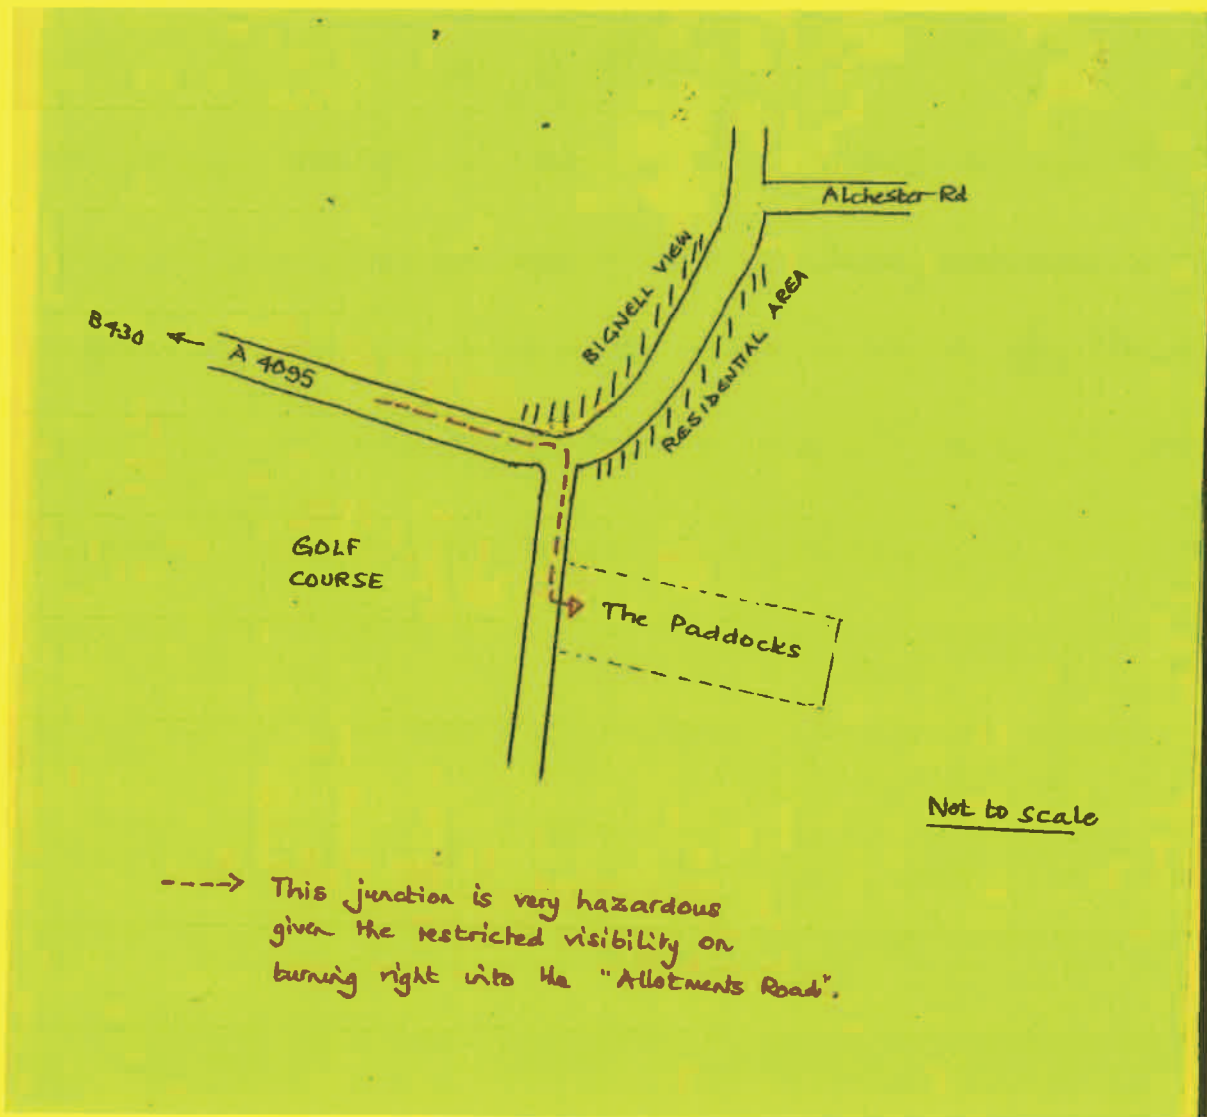 Alchester Rd
BIGNELL VIEW
RESIDENTIAL AREA
B430
A 4095
GOLF
COURSE
The Paddocks
Not to scale
This junction is very hazardous
given the restricted visibility on
turning right into the "Allotments Road".